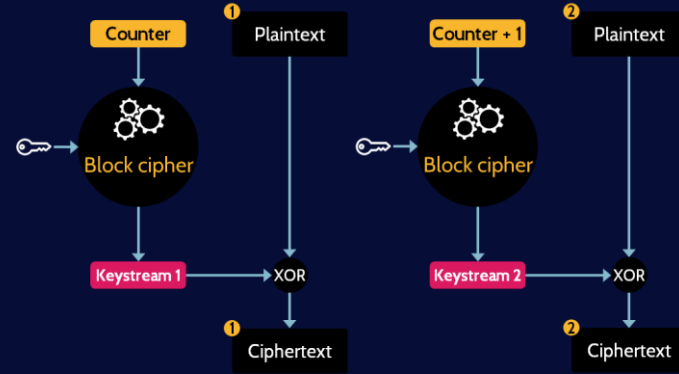 Counter
1
Plaintext
Block cipher
Keystream 1
XOR
1
Ciphertext
Counter + 1
2
Plaintext
Block cipher
Keystream 2
XOR
2
Ciphertext